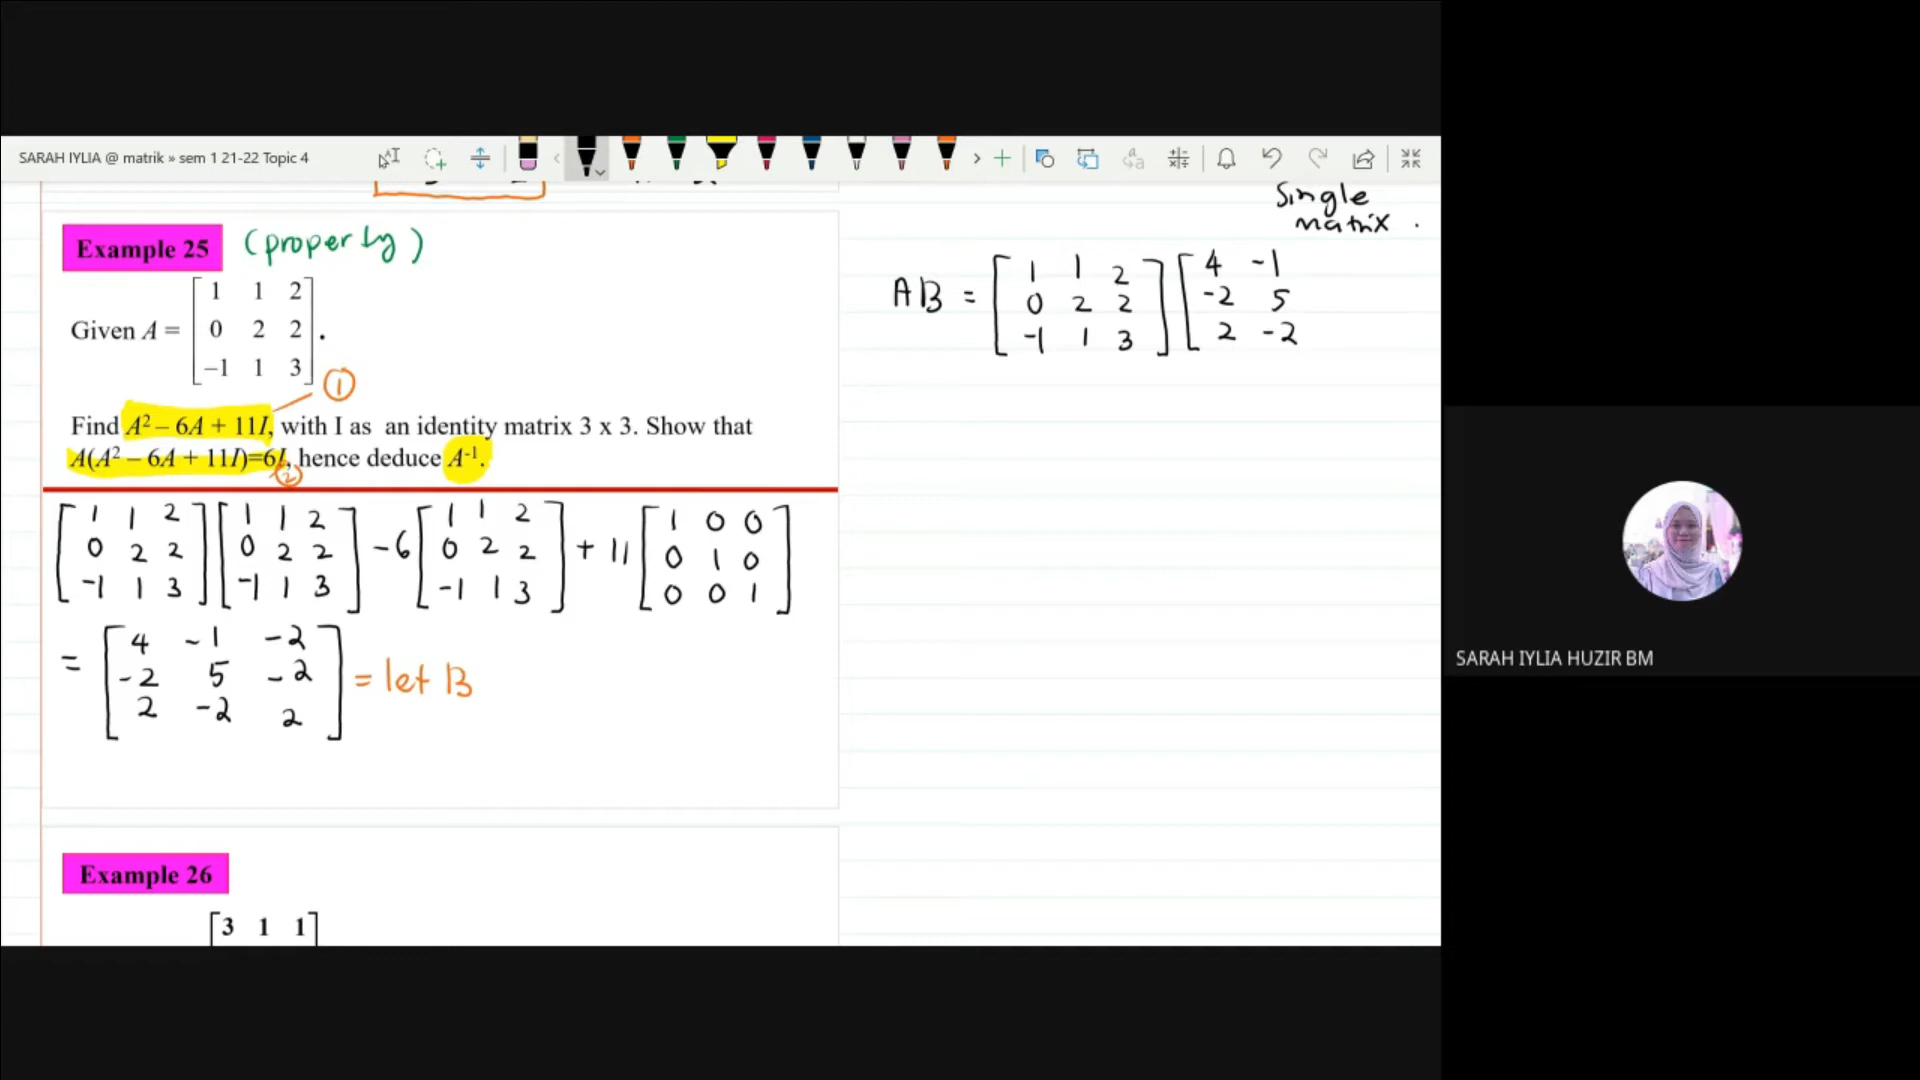 SARAH IYLIA @ matrik » sem 1 21-22 Topic 4
Single
matrix .
Example 25 (property)
Given A = [1 1 2
0 2 2
-1 1 3] .
1
Find A² – 6A + 11I, with I as an identity matrix 3 x 3. Show that
A(A² – 6A + 11I)=6I, hence deduce A⁻¹.
2
[1 1 2 [1 1 2 [1 1 2 [1 0 0
0 2 2 0 2 2 -6 0 2 2 + 11 0 1 0
-1 1 3] -1 1 3] -1 1 3] 0 0 1]
= [4 -1 -2
-2 5 -2 = let B
2 -2 2]
Example 26
[3 1 1]
AB = [1 1 2 [4 -1
0 2 2 -2 5
-1 1 3] 2 -2
SARAH IYLIA HUZIR BM